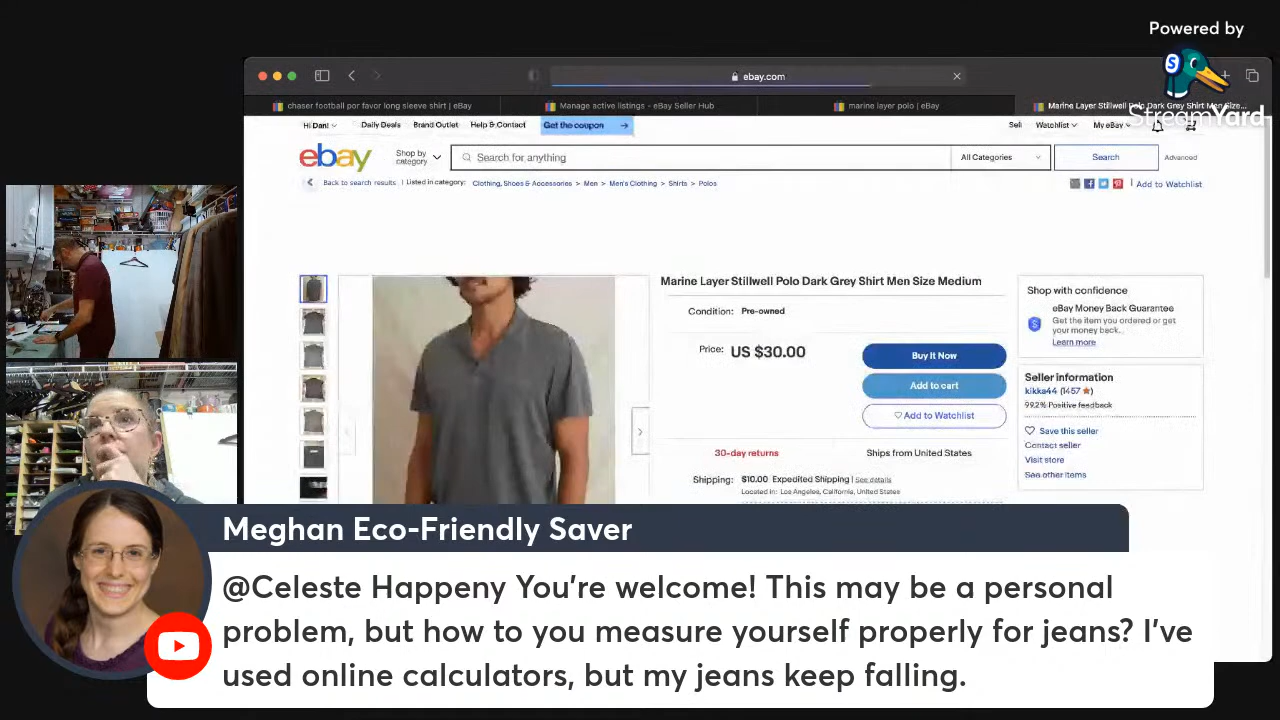 Powered by
StreamYard
ebay.com
chaser football por favor long sleeve shirt | eBay
Manage active listings - eBay Seller Hub
marine layer polo | eBay
Marine Layer Stillwell Polo Dark Grey Shirt Men Size...
Hi Dan!
Daily Deals
Brand Outlet
Help & Contact
Get the coupon
Sell
Watchlist
My eBay
ebay
Shop by category
Search for anything
All Categories
Search
Advanced
Back to search results
Listed in category:
Clothing, Shoes & Accessories > Men > Men's Clothing > Shirts > Polos
Add to Watchlist
Marine Layer Stillwell Polo Dark Grey Shirt Men Size Medium
Condition: Pre-owned
Price: US $30.00
Buy It Now
Add to cart
Add to Watchlist
30-day returns
Ships from United States
Shipping: $10.00 Expedited Shipping | See details
Located in: Los Angeles, California, United States
Shop with confidence
eBay Money Back Guarantee
Get the item you ordered or get
your money back...
Learn more
Seller information
kikka44 (1457)
99.2% Positive feedback
Save this seller
Contact seller
Visit store
See other items
Meghan Eco-Friendly Saver
@Celeste Happeny You're welcome! This may be a personal
problem, but how to you measure yourself properly for jeans? I've
used online calculators, but my jeans keep falling.